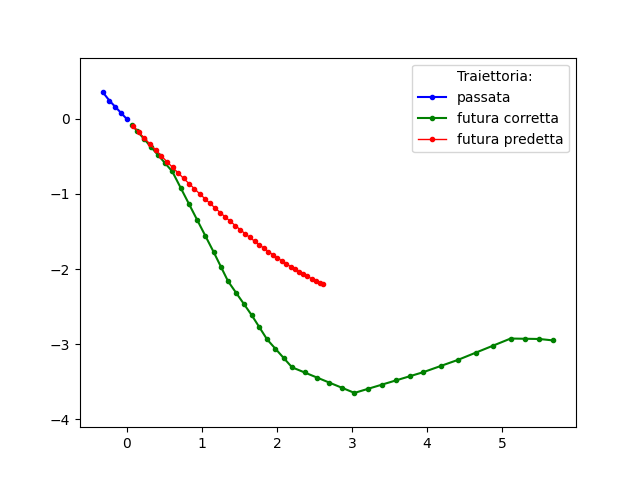 Traiettoria:
passata
futura corretta
futura predetta
0
−1
−2
−3
−4
0 1 2 3 4 5